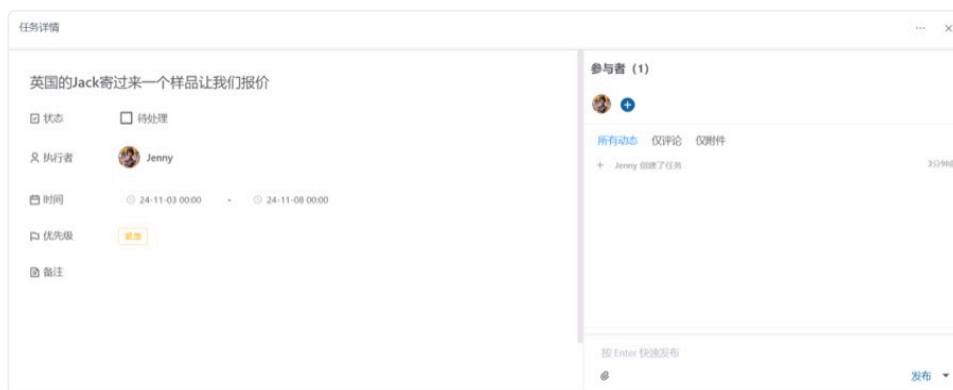 任务详情
英国的Jack寄过来一个样品让我们报价
状态 待处理
执行者 Jenny
时间 24-11-03 00:00 - 24-11-08 00:00
优先级 紧急
备注
参与者（1）
所有动态 仅评论 仅附件
Jenny 创建了任务 3分钟
按 Enter 快速发布
发布